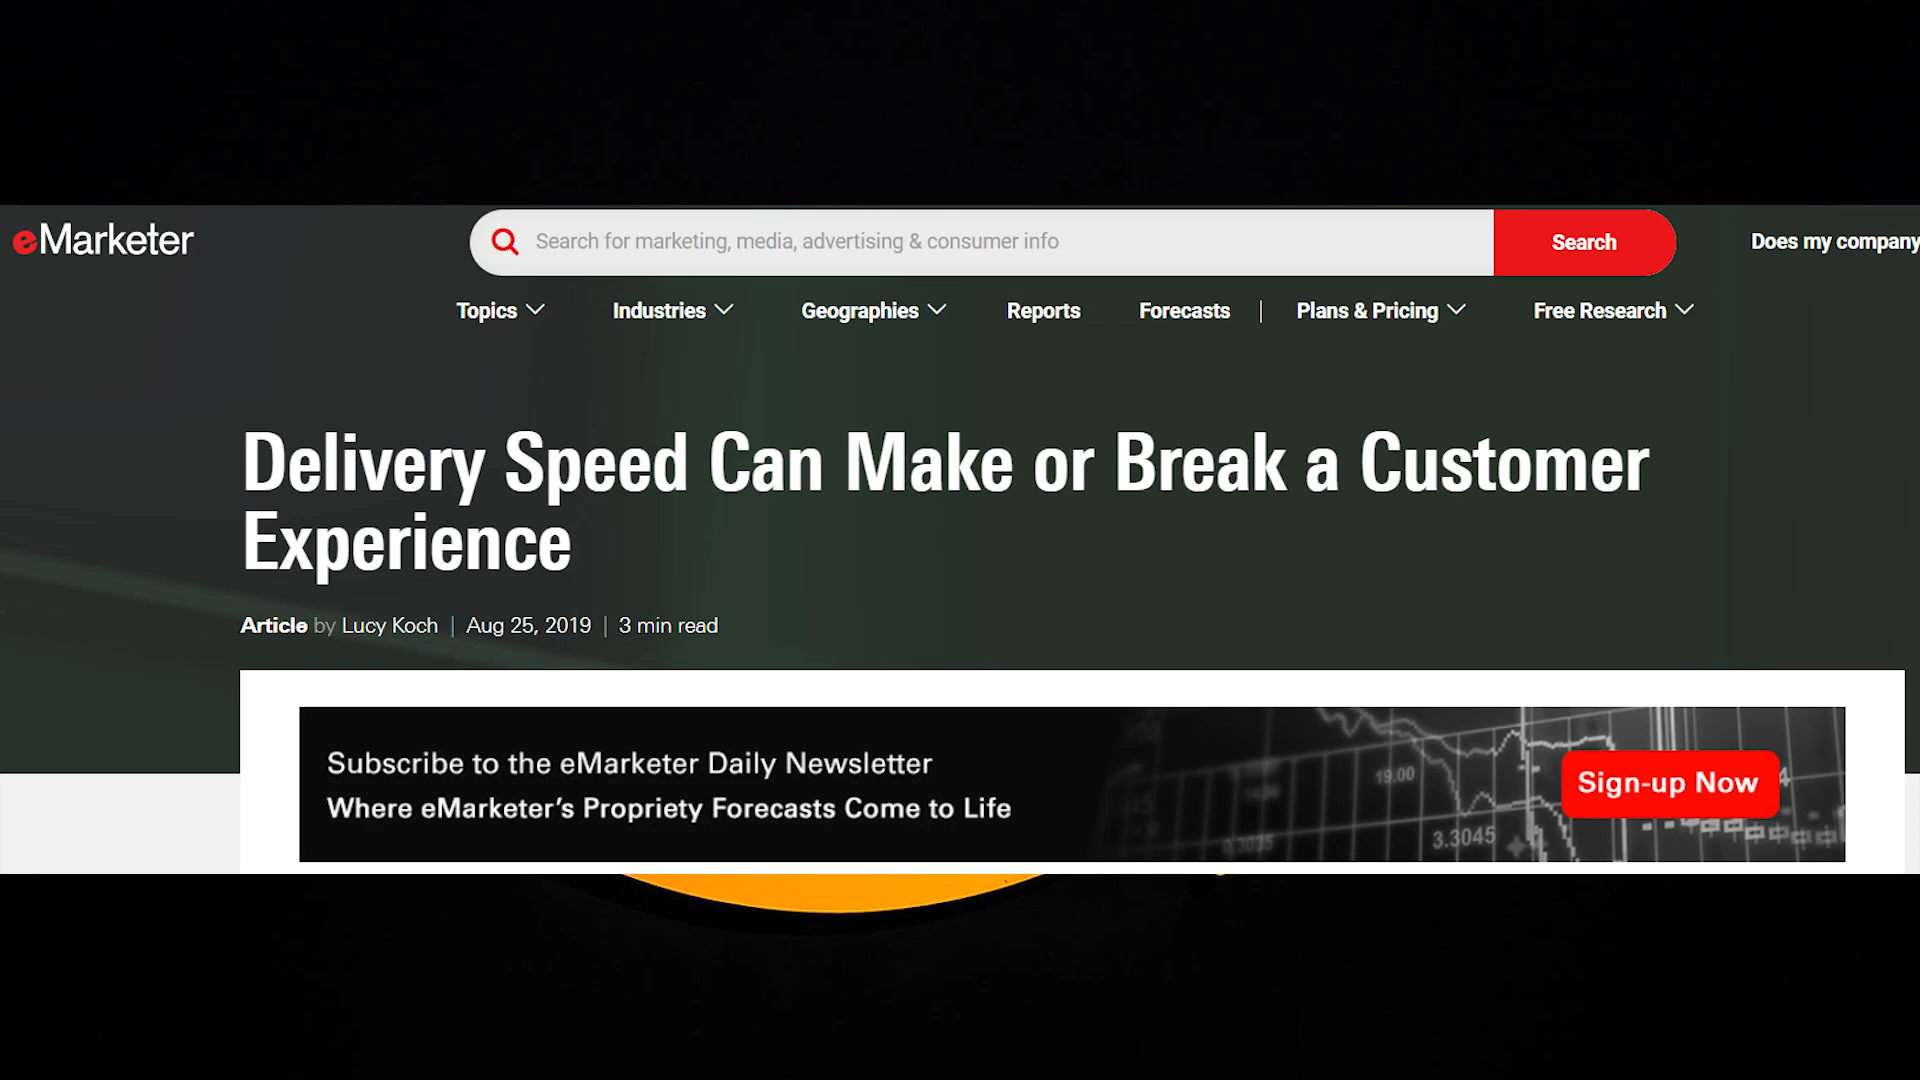 eMarketer
Search for marketing, media, advertising & consumer info
Search
Does my company
Topics
Industries
Geographies
Reports
Forecasts
Plans & Pricing
Free Research
Delivery Speed Can Make or Break a Customer
Experience
Article by Lucy Koch | Aug 25, 2019 | 3 min read
Subscribe to the eMarketer Daily Newsletter
Where eMarketer's Propriety Forecasts Come to Life
19.00
3.3045
Sign-up Now